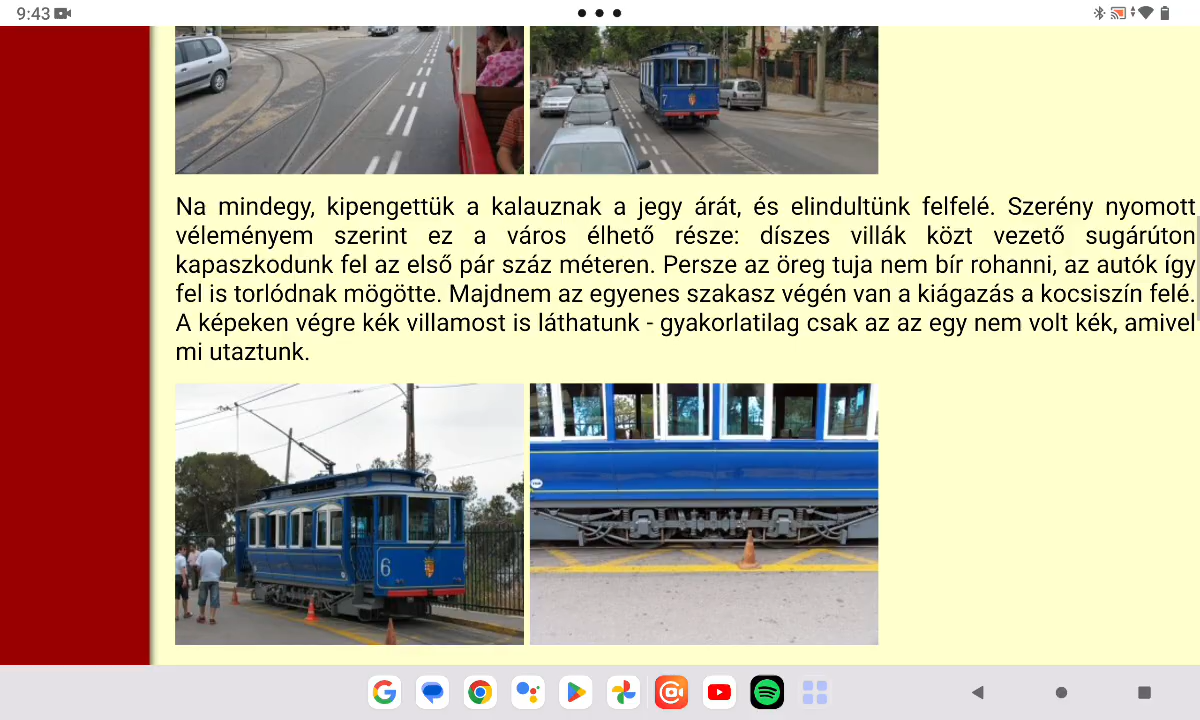 9:43
7
Na mindegy, kipengettük a kalauznak a jegy árát, és elindultünk felfelé. Szerény nyomott
véleményem szerint ez a város élhető része: díszes villák közt vezető sugárúton
kapaszkodunk fel az első pár száz méteren. Persze az öreg tuja nem bír rohanni, az autók így
fel is torlódnak mögötte. Majdnem az egyenes szakasz végén van a kiágazás a kocsiszín felé.
A képeken végre kék villamost is láthatunk - gyakorlatilag csak az az egy nem volt kék, amivel
mi utaztunk.
6